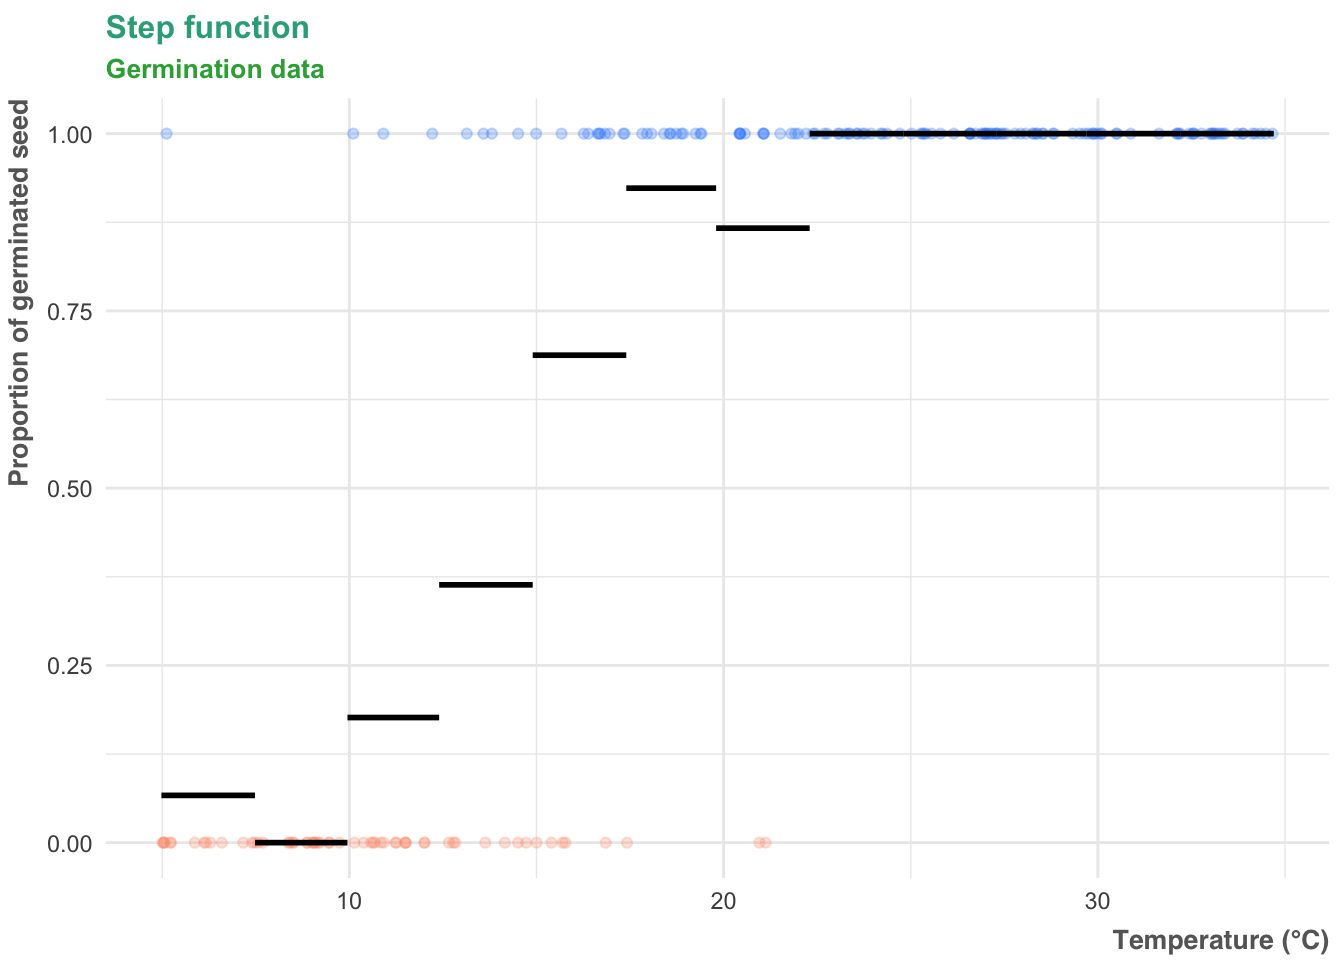 Step function
Germination data
Proportion of germinated seed
1.00
0.75
0.50
0.25
0.00
10
20
30
Temperature (°C)